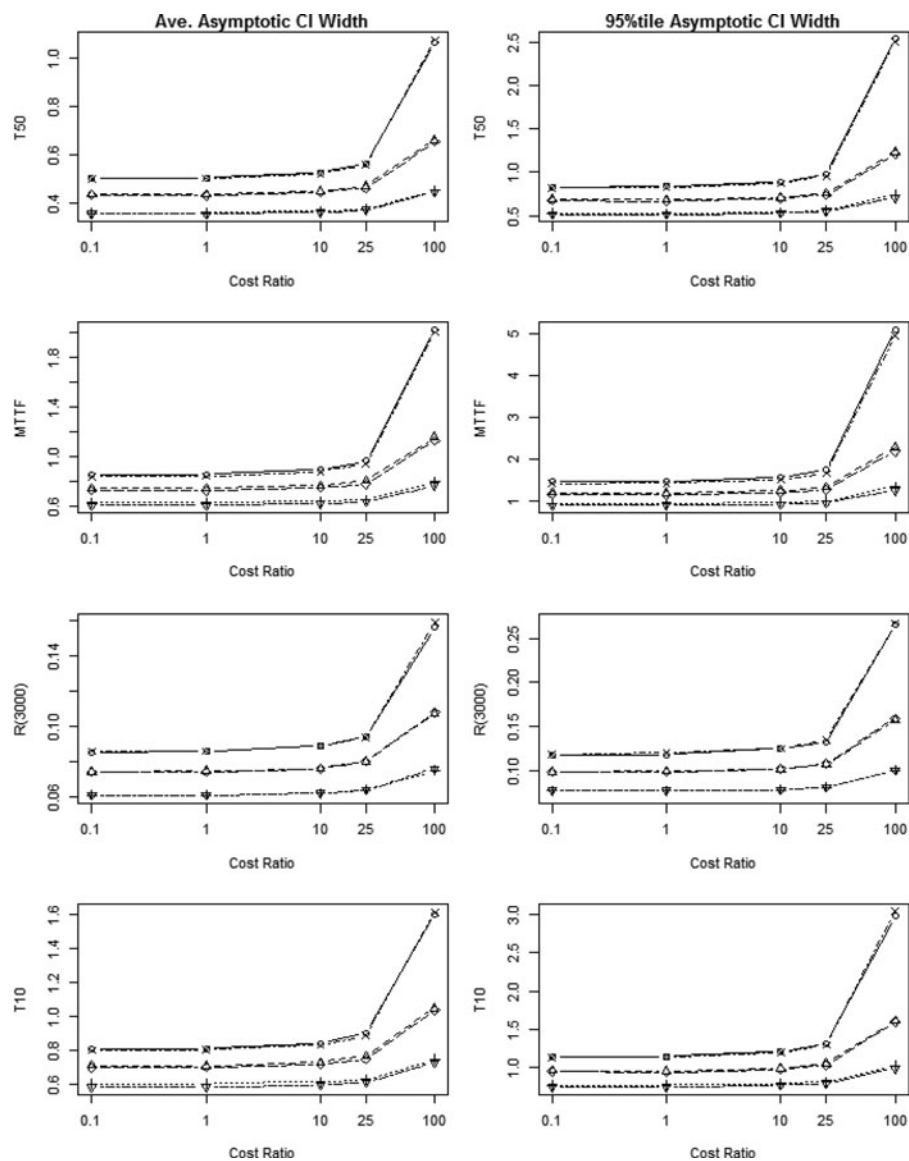 Ave. Asymptotic CI Width
T50
1.0
0.8
0.6
0.4
0.1 1 10 25 100
Cost Ratio
95%tile Asymptotic CI Width
T50
2.5
2.0
1.5
1.0
0.5
0.1 1 10 25 100
Cost Ratio
MTTF
1.8
1.4
1.0
0.6
0.1 1 10 25 100
Cost Ratio
MTTF
5
4
3
2
1
0.1 1 10 25 100
Cost Ratio
R(3000)
0.14
0.10
0.06
0.1 1 10 25 100
Cost Ratio
R(3000)
0.25
0.20
0.15
0.10
0.1 1 10 25 100
Cost Ratio
T10
1.6
1.4
1.2
1.0
0.8
0.6
0.1 1 10 25 100
Cost Ratio
T10
3.0
2.5
2.0
1.5
1.0
0.1 1 10 25 100
Cost Ratio